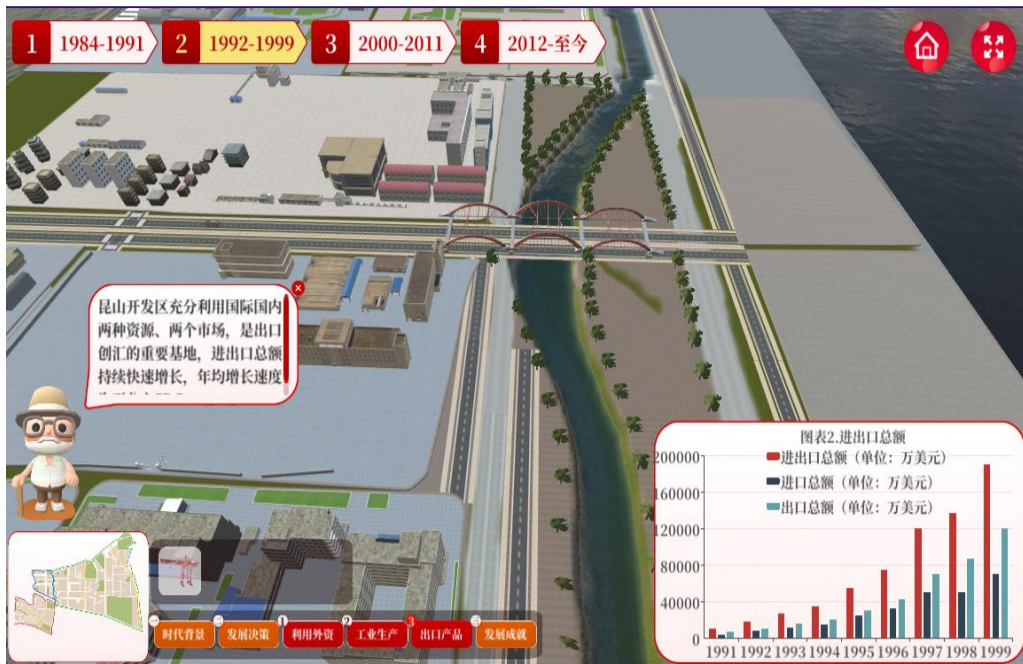 1 1984-1991
2 1992-1999
3 2000-2011
4 2012-至今
昆山开发区充分利用国际国内
两种资源、两个市场，是出口
创汇的重要基地，进出口总额
持续快速增长，年均增长速度
图表2.进出口总额
进出口总额（单位：万美元）
进口总额（单位：万美元）
出口总额（单位：万美元）
200000
160000
120000
80000
40000
0
1991 1992 1993 1994 1995 1996 1997 1998 1999
一 时代背景
二 发展决策
1 利用外资
2 工业生产
3 出口产品
三 发展成就